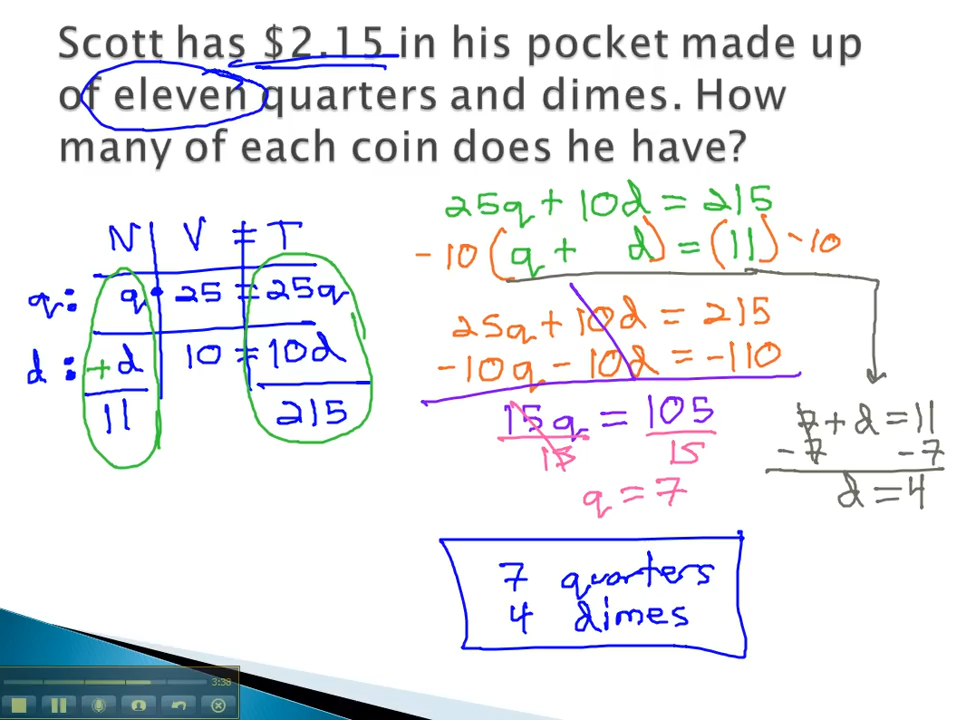 Scott has $2.15 in his pocket made up
of eleven quarters and dimes. How
many of each coin does he have?
N V = T
q: q • 25 = 25q
d: +d 10 = 10d
11 215
25q + 10d = 215
-10 (q + d) = (11) -10
25q + 10d = 215
-10q - 10d = -110
15q = 105
15 15
q = 7
7 + d = 11
-7 -7
d = 4
7 quarters
4 dimes
3:38